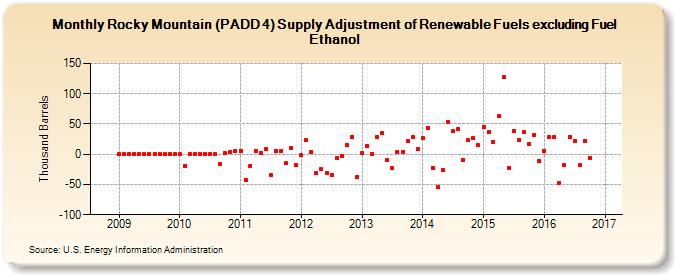 Monthly Rocky Mountain (PADD 4) Supply Adjustment of Renewable Fuels excluding Fuel
Ethanol
Thousand Barrels
150
100
50
0
-50
-100
2009 2010 2011 2012 2013 2014 2015 2016 2017
Source: U.S. Energy Information Administration